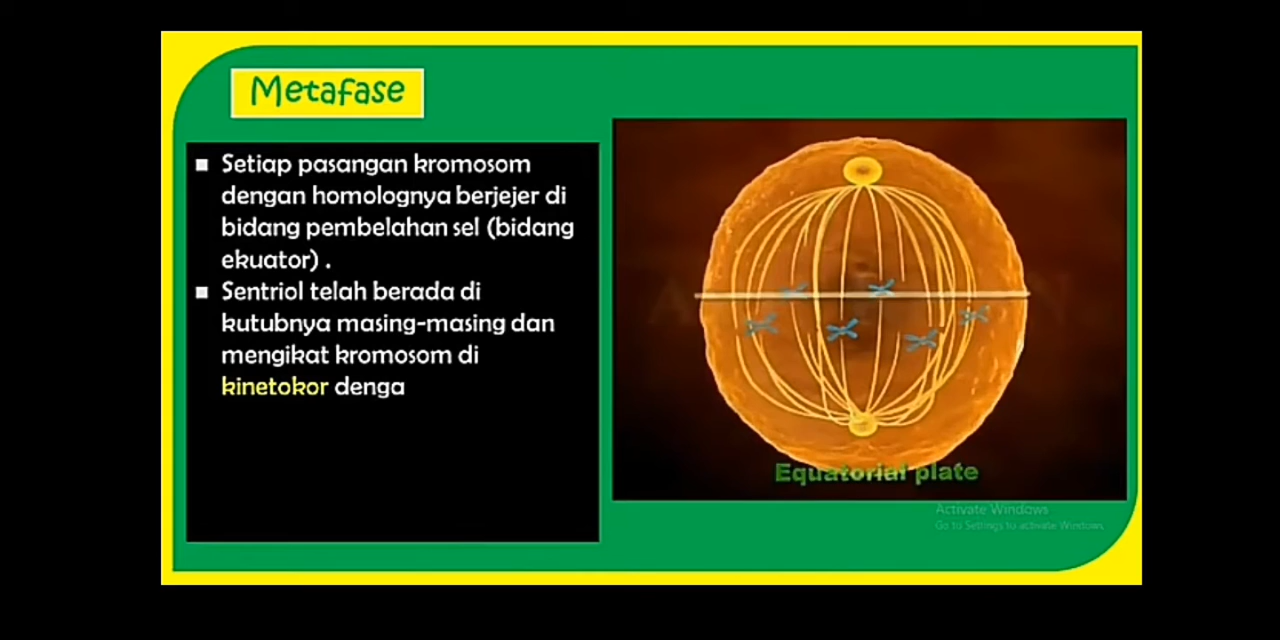 Metafase
■ Setiap pasangan kromosom
dengan homolognya berjejer di
bidang pembelahan sel (bidang
ekuator) .
■ Sentriol telah berada di
kutubnya masing-masing dan
mengikat kromosom di
kinetokor denga
Equatorial plate
Activate Windows
Go to Settings to activate Windows.